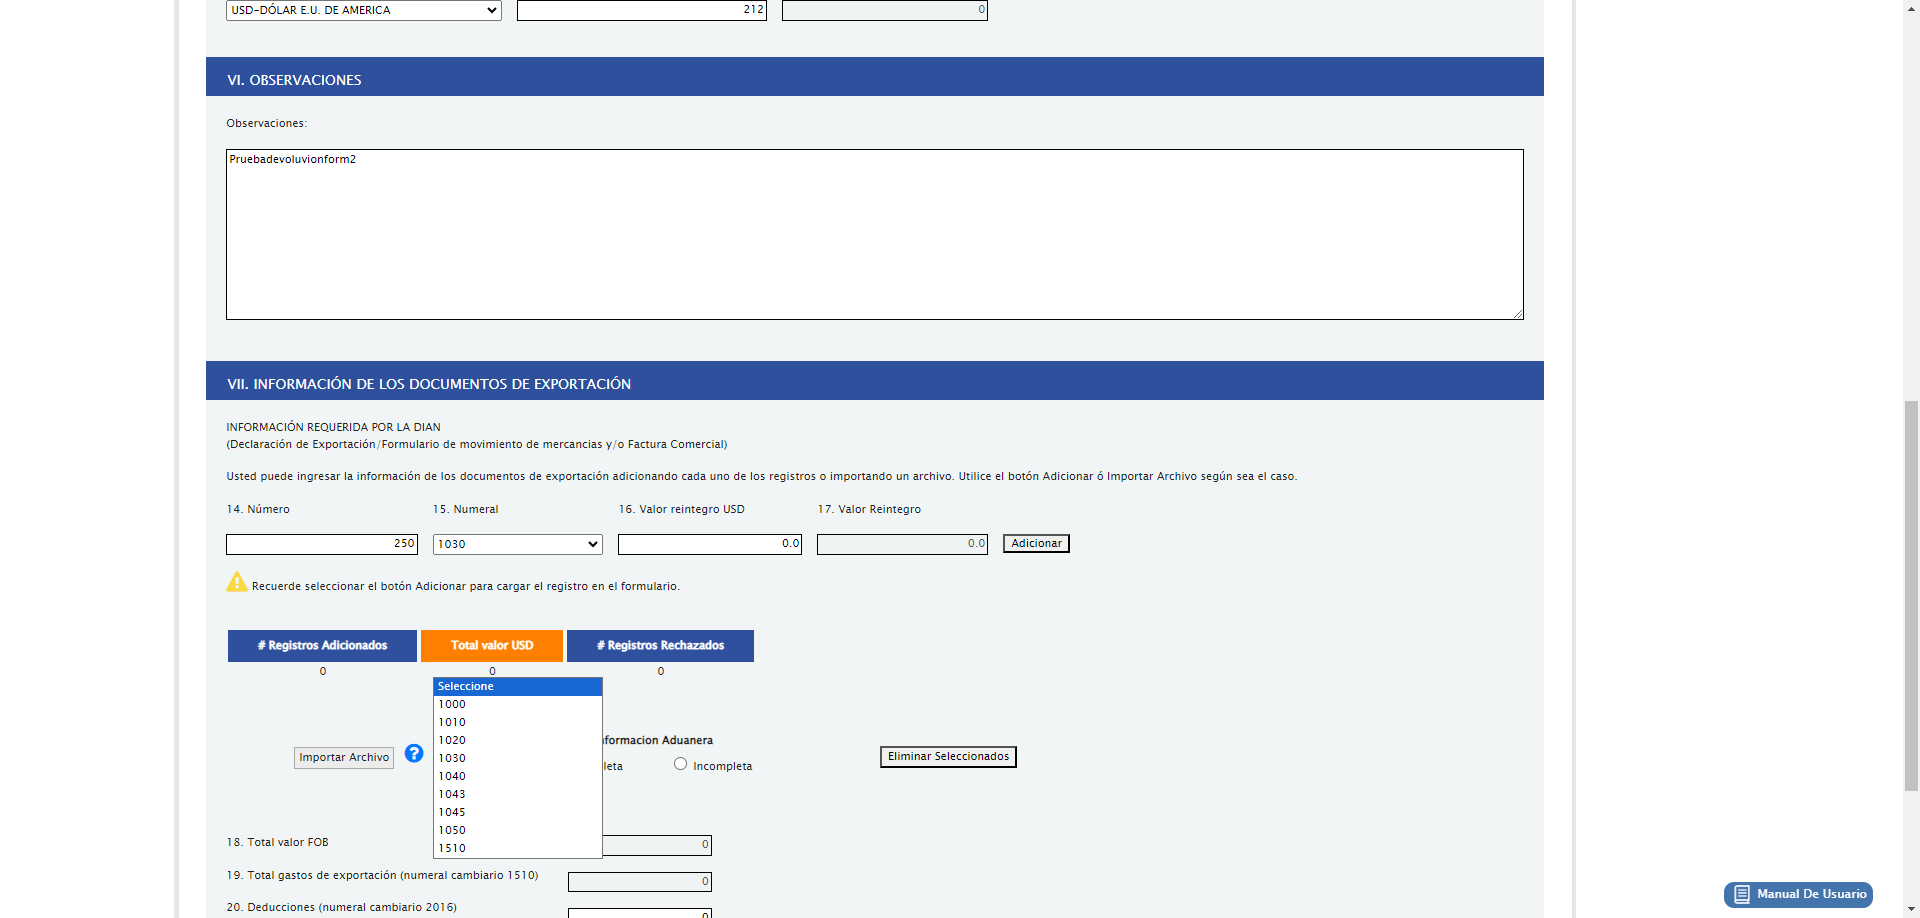 USD-DÓLAR E.U. DE AMERICA 212 0
VI. OBSERVACIONES
Observaciones:
Pruebadevoluvionform2
VII. INFORMACIÓN DE LOS DOCUMENTOS DE EXPORTACIÓN
INFORMACIÓN REQUERIDA POR LA DIAN
(Declaración de Exportación/Formulario de movimiento de mercancias y/o Factura Comercial)
Usted puede ingresar la información de los documentos de exportación adicionando cada uno de los registros o importando un archivo. Utilice el botón Adicionar ó Importar Archivo según sea el caso.
14. Número 15. Numeral 16. Valor reintegro USD 17. Valor Reintegro
250 1030 0.0 0.0 Adicionar
Recuerde seleccionar el botón Adicionar para cargar el registro en el formulario.
# Registros Adicionados Total valor USD # Registros Rechazados
0 0 0
Seleccione
1000
1010
1020
1030
1040
1043
1045
1050
1510
nformacion Aduanera
Importar Archivo ? leta Incompleta Eliminar Seleccionados
18. Total valor FOB 0
19. Total gastos de exportación (numeral cambiario 1510) 0
20. Deducciones (numeral cambiario 2016) 0
Manual De Usuario